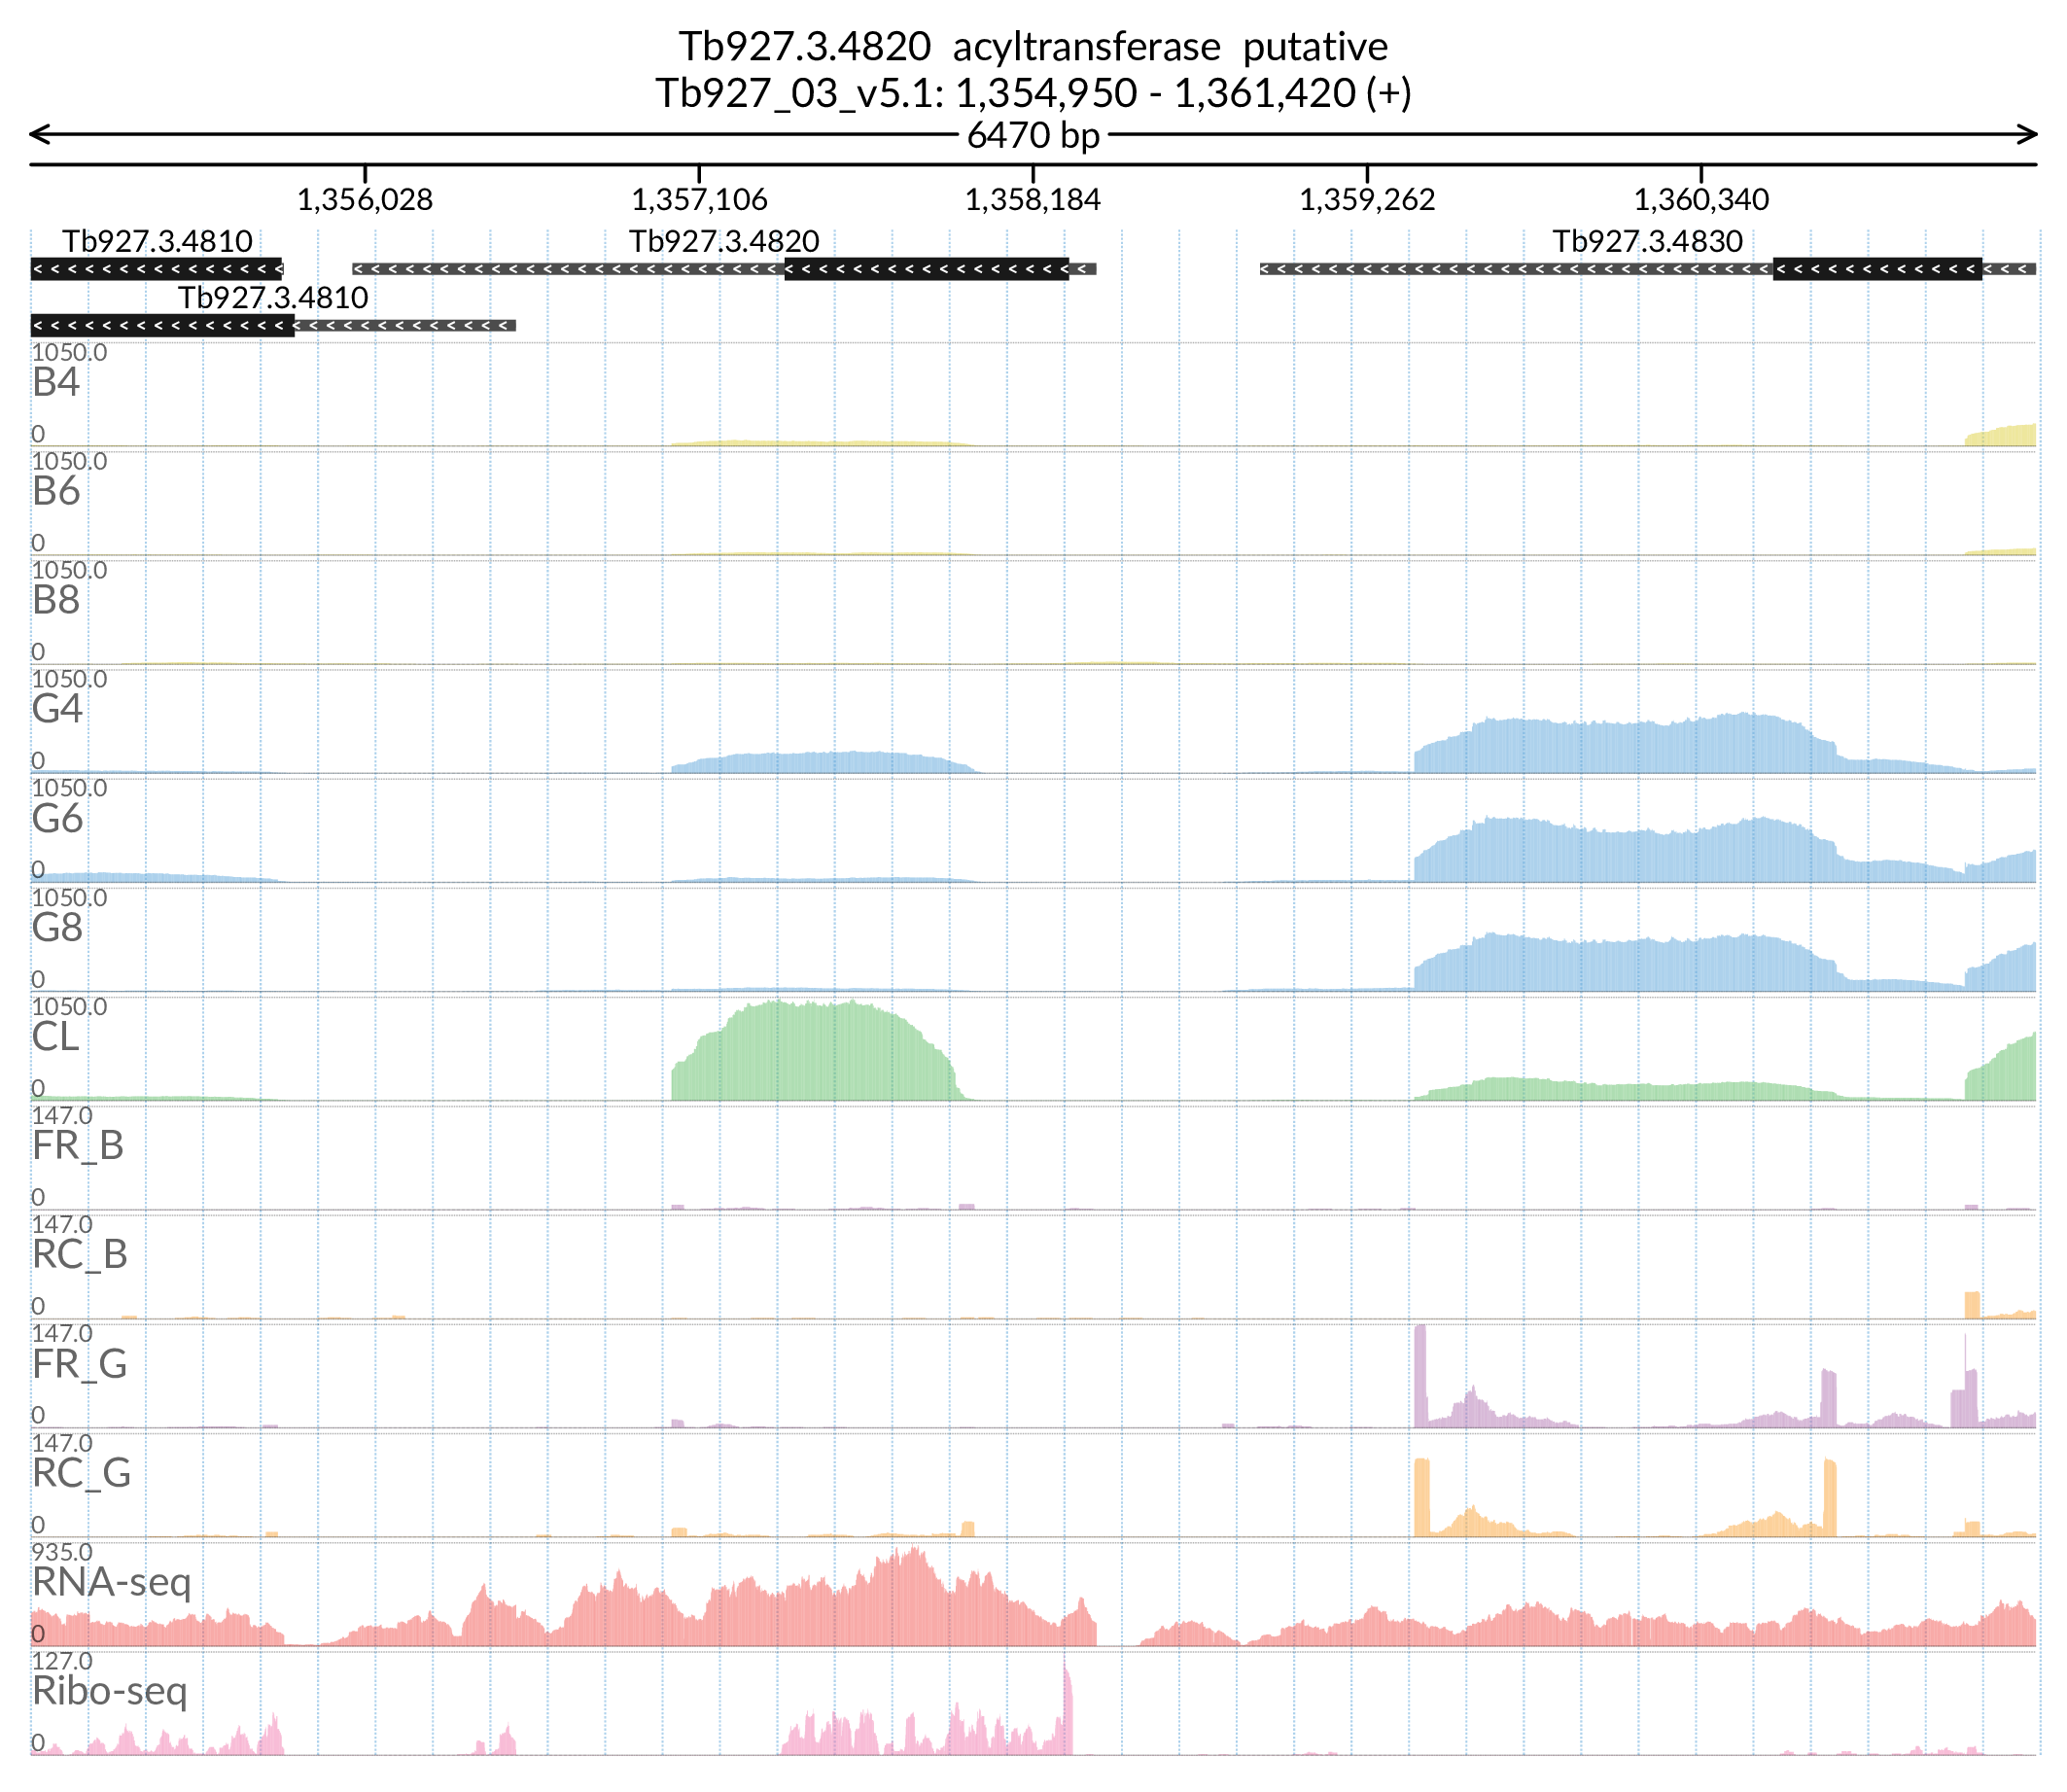 Tb927.3.4820 acyltransferase putative
Tb927_03_v5.1: 1,354,950 - 1,361,420 (+)
6470 bp
1,356,028 1,357,106 1,358,184 1,359,262 1,360,340
Tb927.3.4810 Tb927.3.4820 Tb927.3.4830
Tb927.3.4810
1050.0
B4
0
1050.0
B6
0
1050.0
B8
0
1050.0
G4
0
1050.0
G6
0
1050.0
G8
0
1050.0
CL
0
147.0
FR_B
0
147.0
RC_B
0
147.0
FR_G
0
147.0
RC_G
0
935.0
RNA-seq
0
127.0
Ribo-seq
0